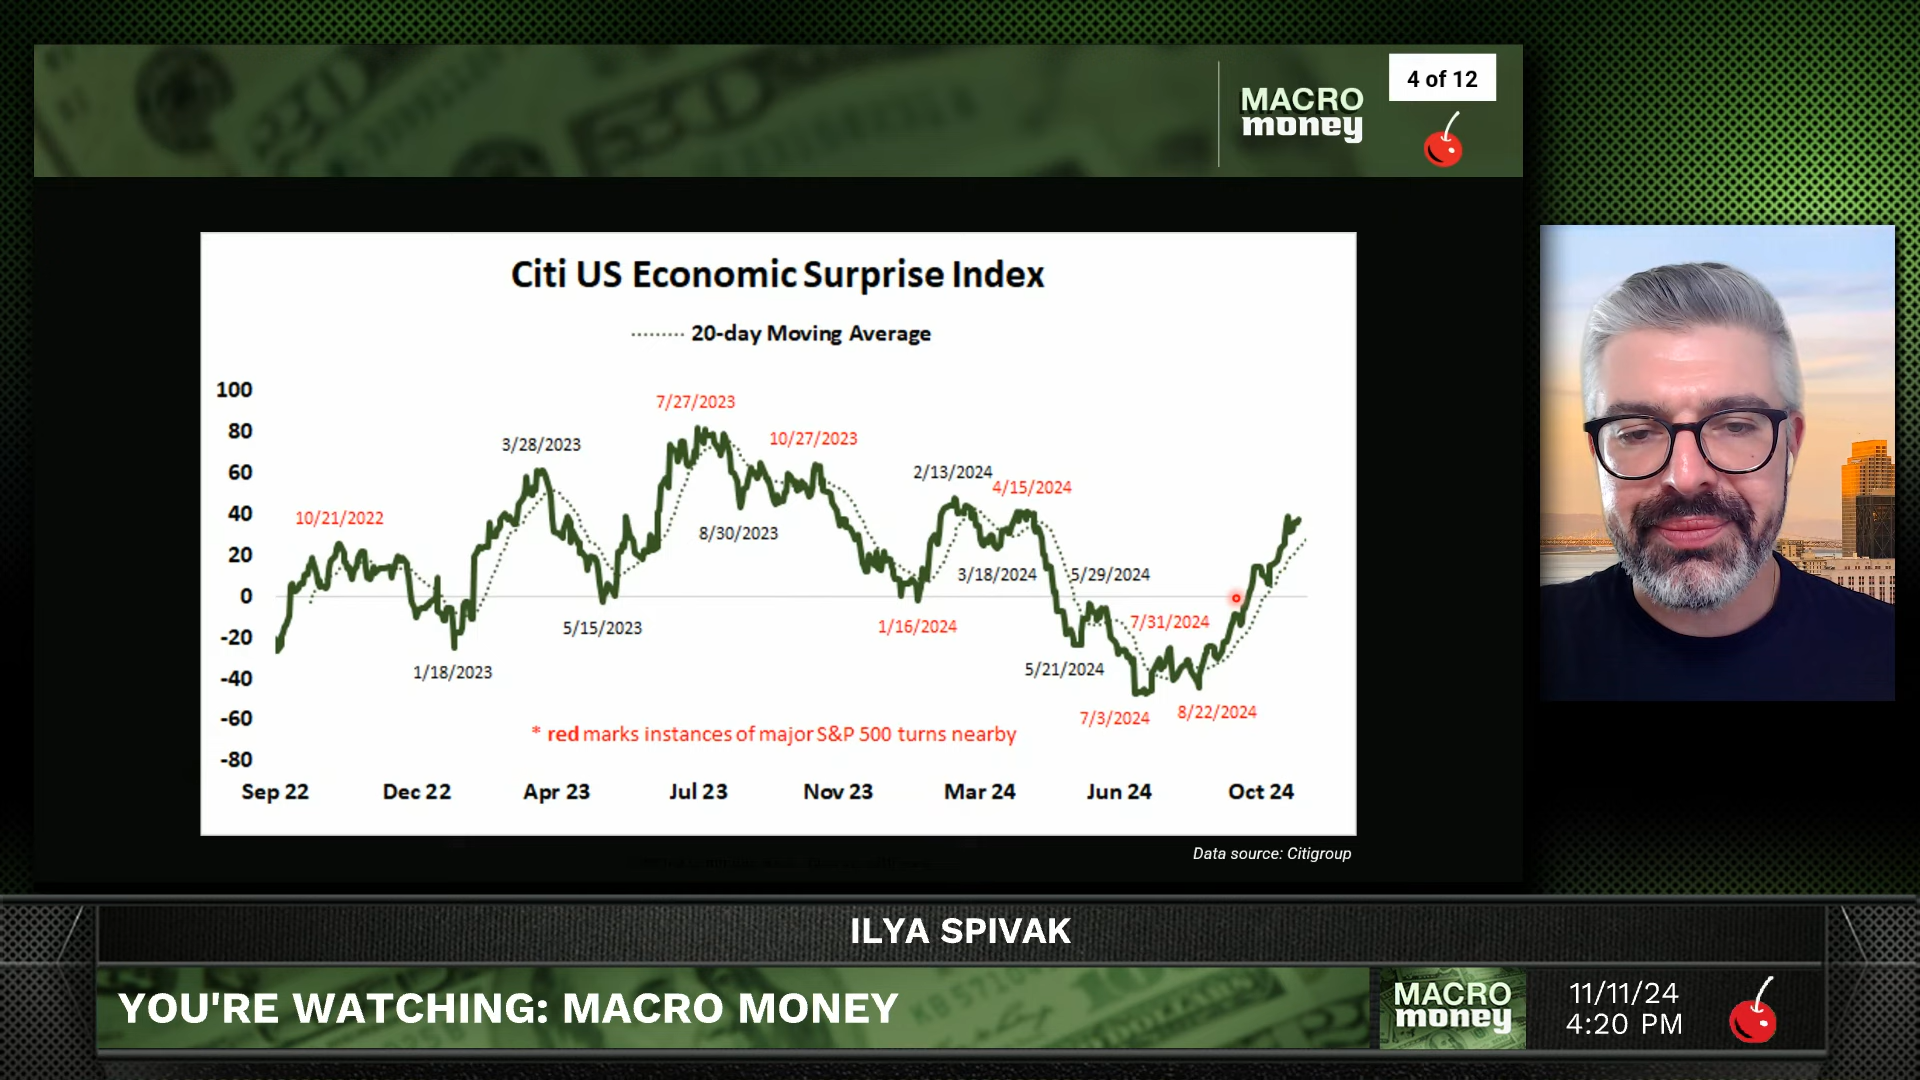 MACRO
money
4 of 12
Citi US Economic Surprise Index
20-day Moving Average
100
80
60
40
20
0
-20
-40
-60
-80
10/21/2022
1/18/2023
3/28/2023
5/15/2023
7/27/2023
8/30/2023
10/27/2023
1/16/2024
2/13/2024
4/15/2024
3/18/2024
5/29/2024
5/21/2024
7/31/2024
7/3/2024
8/22/2024
* red marks instances of major S&P 500 turns nearby
Sep 22 Dec 22 Apr 23 Jul 23 Nov 23 Mar 24 Jun 24 Oct 24
Data source: Citigroup
ILYA SPIVAK
YOU'RE WATCHING: MACRO MONEY
MACRO
money
11/11/24
4:20 PM